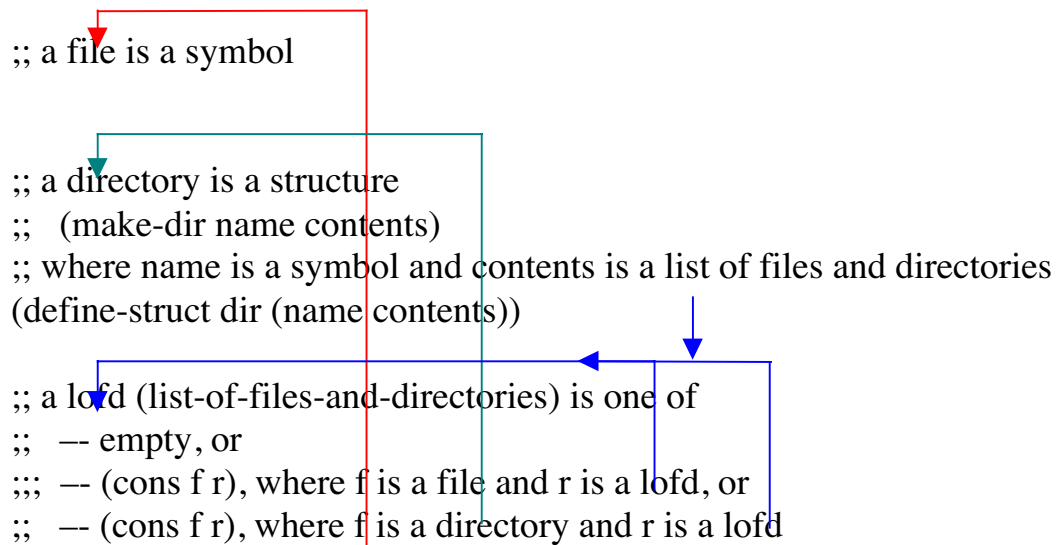 ;; a file is a symbol
;; a directory is a structure
;; (make-dir name contents)
;; where name is a symbol and contents is a list of files and directories
(define-struct dir (name contents))
;; a lofd (list-of-files-and-directories) is one of
;; –- empty, or
;;; –- (cons f r), where f is a file and r is a lofd, or
;; –- (cons f r), where f is a directory and r is a lofd